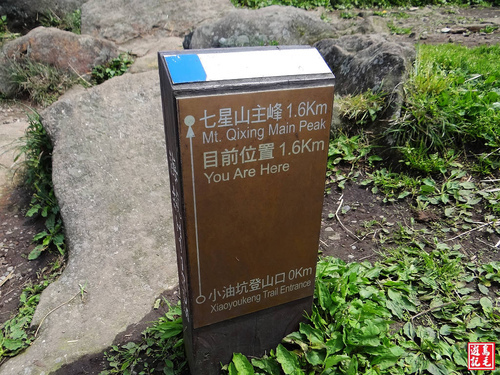 七星山主峰 1.6Km
Mt. Qixing Main Peak
目前位置 1.6Km
You Are Here
小油坑登山口 0Km
Xiaoyoukeng Trail Entrance